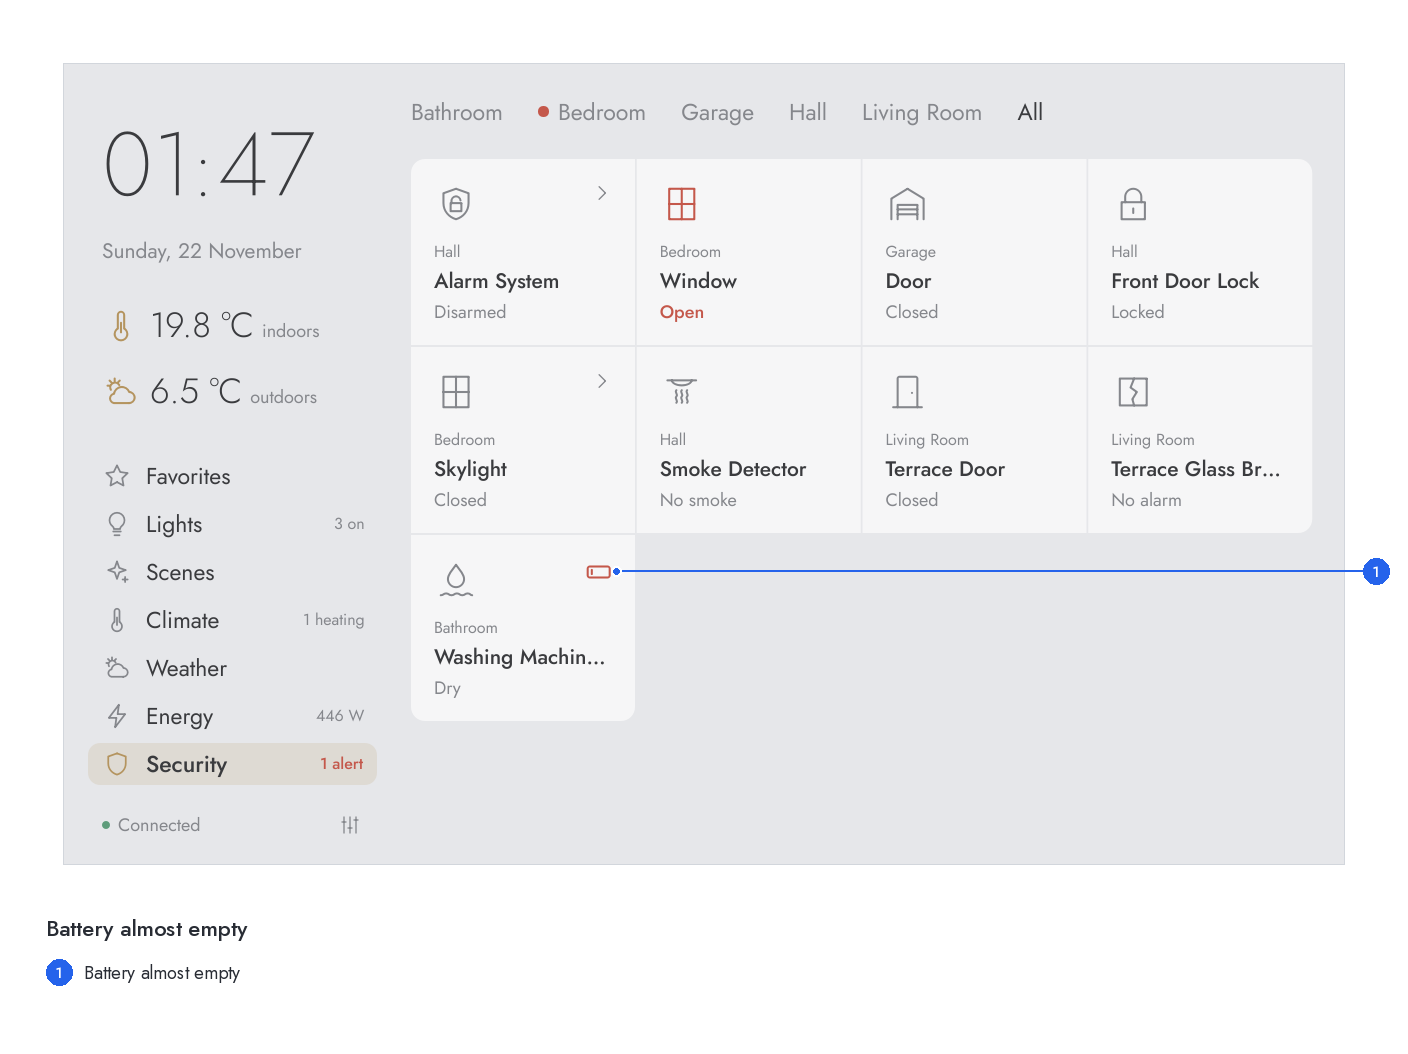 01:47
Sunday, 22 November
19.8 °C indoors
6.5 °C outdoors
Favorites
Lights 3 on
Scenes
Climate 1 heating
Weather
Energy 446 W
Security 1 alert
Connected
Bathroom Bedroom Garage Hall Living Room All
Hall
Alarm System
Disarmed
Bedroom
Window
Open
Garage
Door
Closed
Hall
Front Door Lock
Locked
Bedroom
Skylight
Closed
Hall
Smoke Detector
No smoke
Living Room
Terrace Door
Closed
Living Room
Terrace Glass Br...
No alarm
Bathroom
Washing Machin...
Dry
1
Battery almost empty
1 Battery almost empty